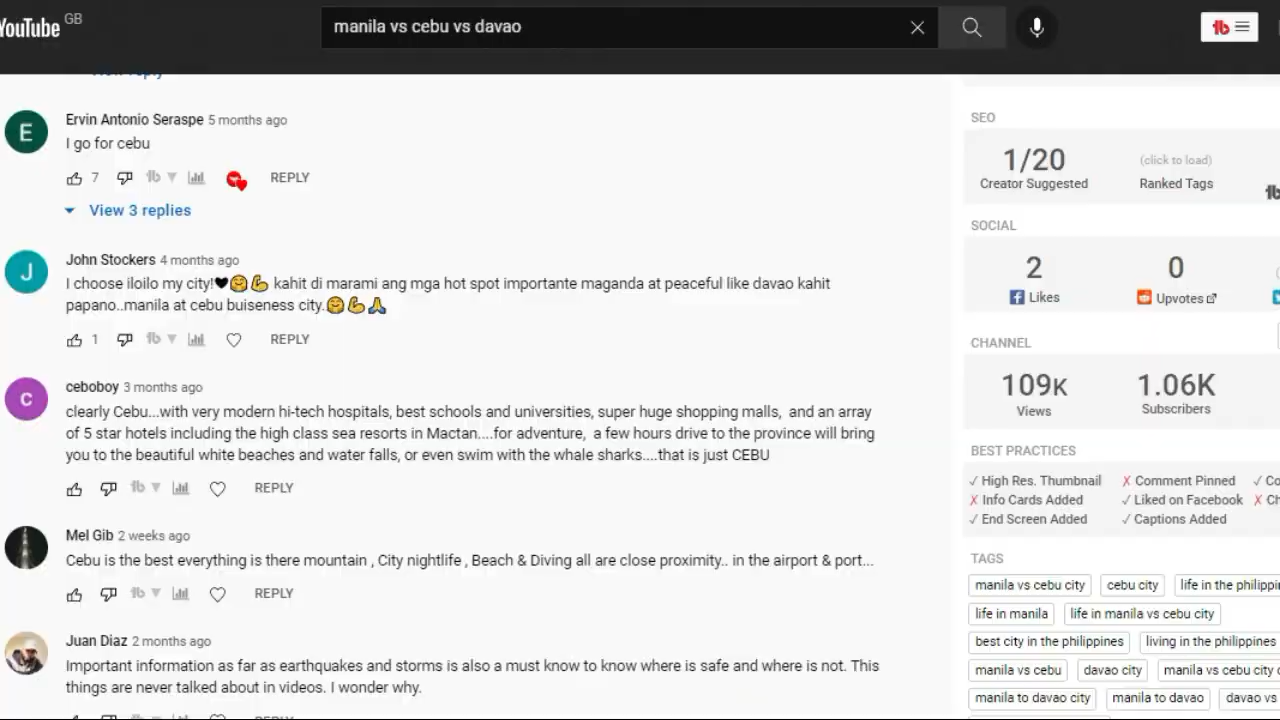 YouTube GB
manila vs cebu vs davao
Ervin Antonio Seraspe 5 months ago
I go for cebu
7
REPLY
View 3 replies
John Stockers 4 months ago
I choose iloilo my city!🖤🤗💪 kahit di marami ang mga hot spot importante maganda at peaceful like davao kahit
papano..manila at cebu buiseness city.🤗💪🙏
1
REPLY
ceboboy 3 months ago
clearly Cebu...with very modern hi-tech hospitals, best schools and universities, super huge shopping malls, and an array
of 5 star hotels including the high class sea resorts in Mactan....for adventure, a few hours drive to the province will bring
you to the beautiful white beaches and water falls, or even swim with the whale sharks....that is just CEBU
REPLY
Mel Gib 2 weeks ago
Cebu is the best everything is there mountain , City nightlife , Beach & Diving all are close proximity.. in the airport & port...
REPLY
Juan Diaz 2 months ago
Important information as far as earthquakes and storms is also a must know to know where is safe and where is not. This
things are never talked about in videos. I wonder why.
E
J
C
SEO
1/20
(click to load)
Creator Suggested
Ranked Tags
SOCIAL
2
0
Likes
Upvotes
CHANNEL
109K
1.06K
Views
Subscribers
BEST PRACTICES
✓ High Res. Thumbnail ✗ Comment Pinned ✓
✗ Info Cards Added ✓ Liked on Facebook ✗
✓ End Screen Added ✓ Captions Added
TAGS
manila vs cebu city cebu city life in the
life in manila life in manila vs cebu city
best city in the philippines living in the philippines
manila vs cebu davao city manila vs cebu city
manila to davao city manila to davao davao vs